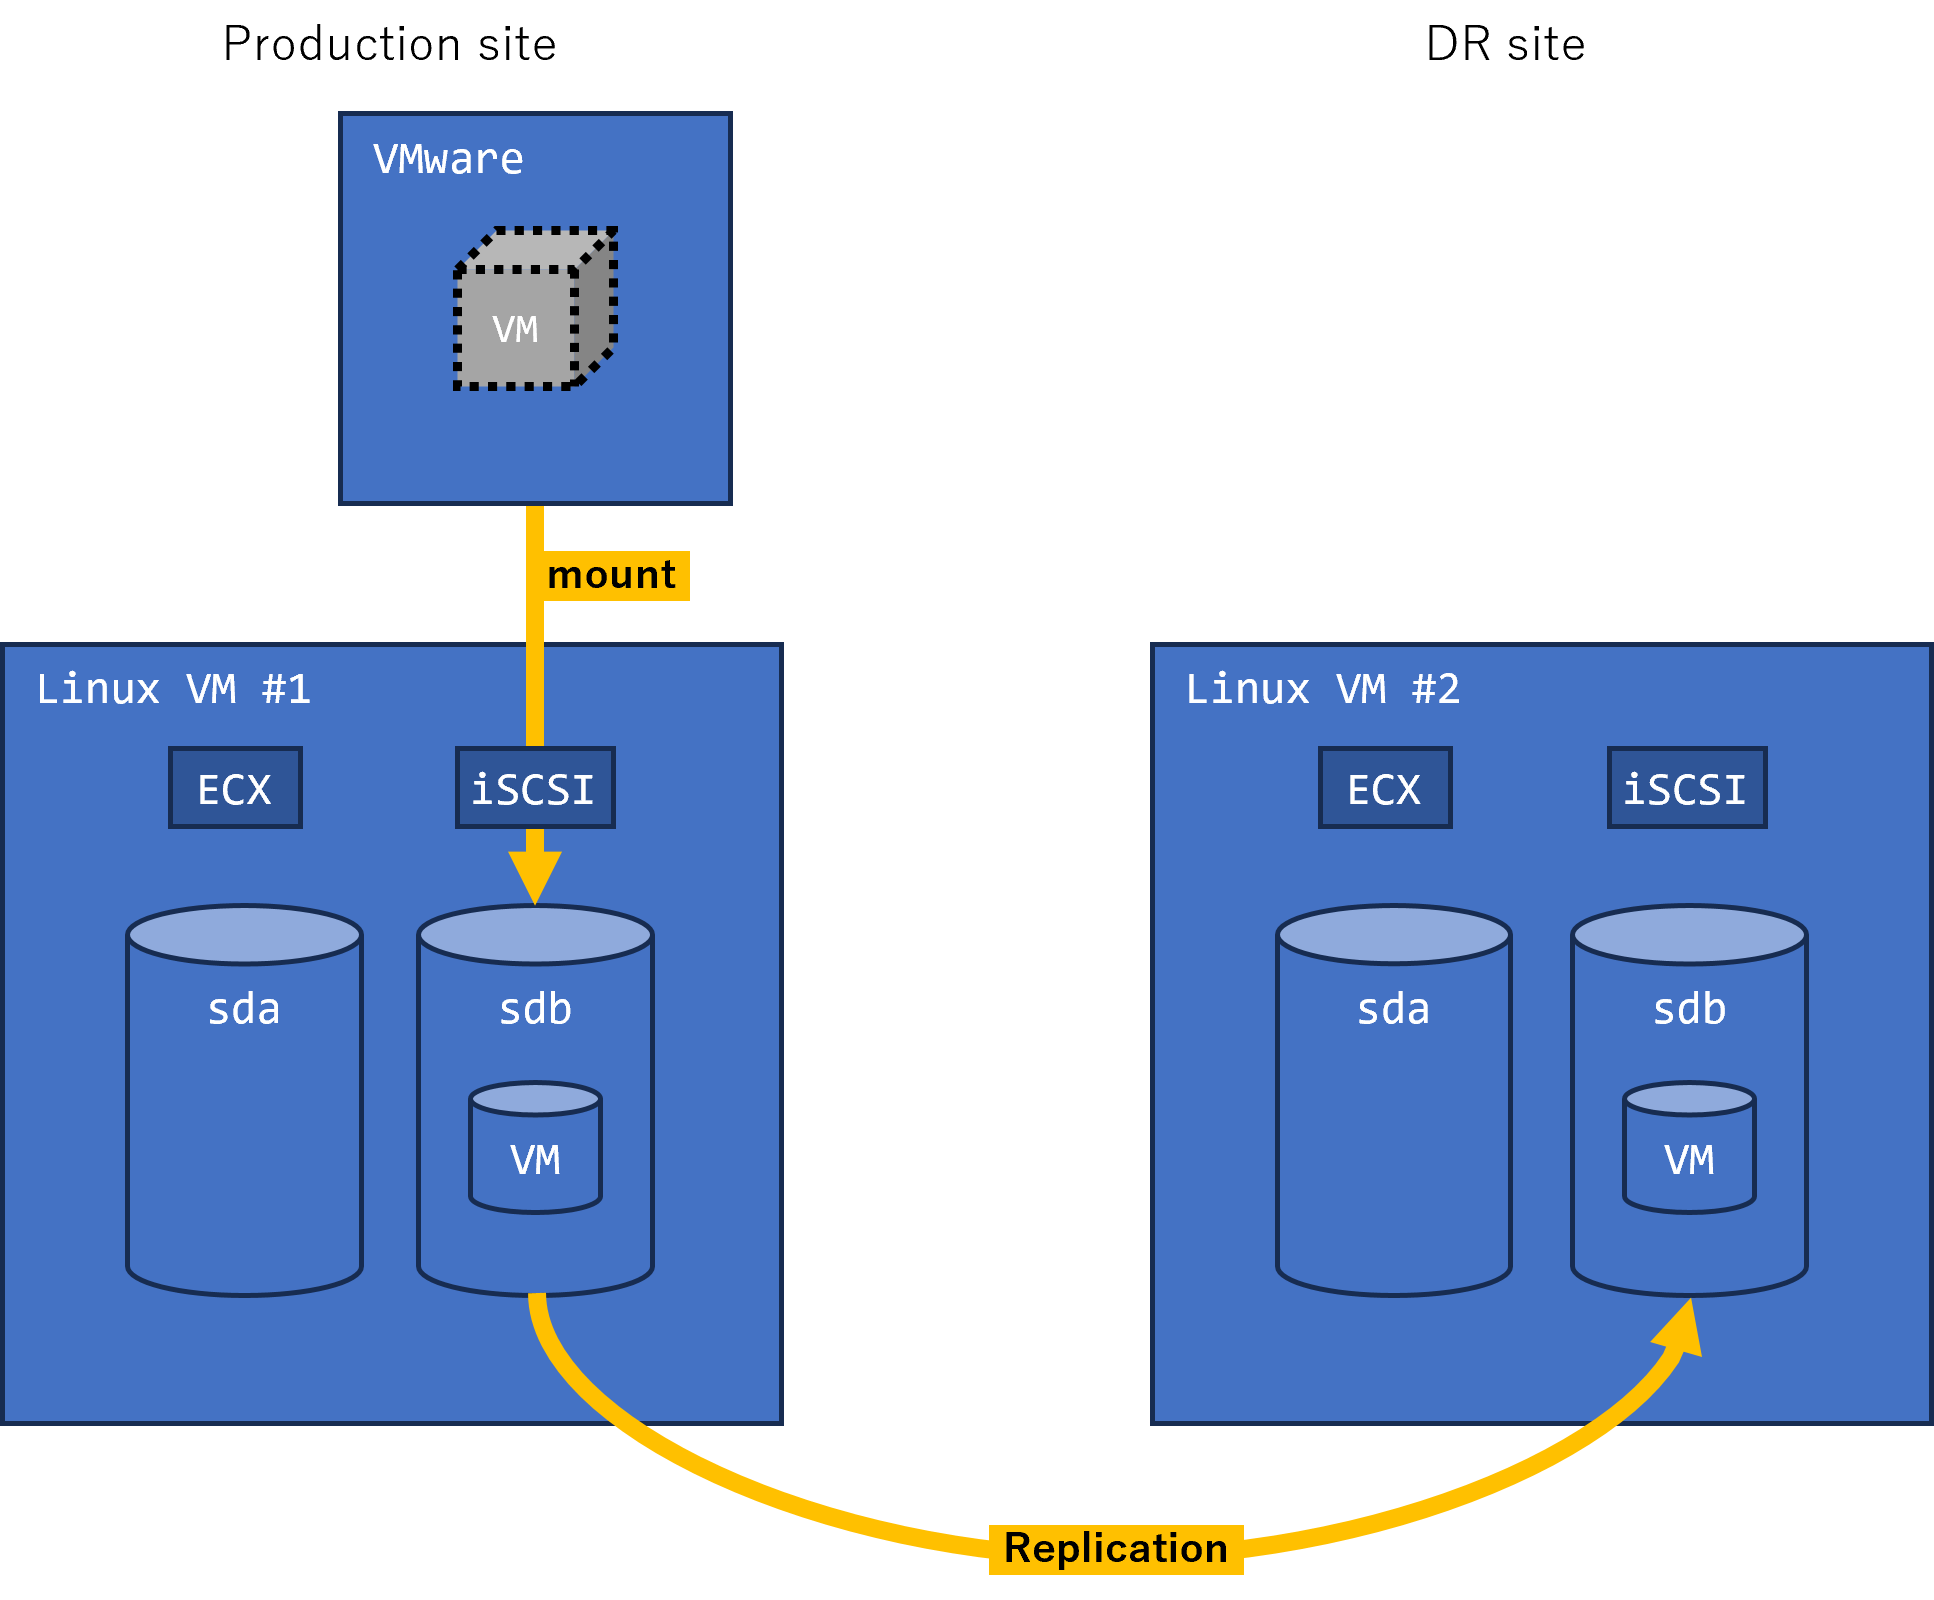 Production site
DR site
VMware
VM
mount
Linux VM #1
ECX
iSCSI
sda
sdb
VM
Linux VM #2
ECX
iSCSI
sda
sdb
VM
Replication